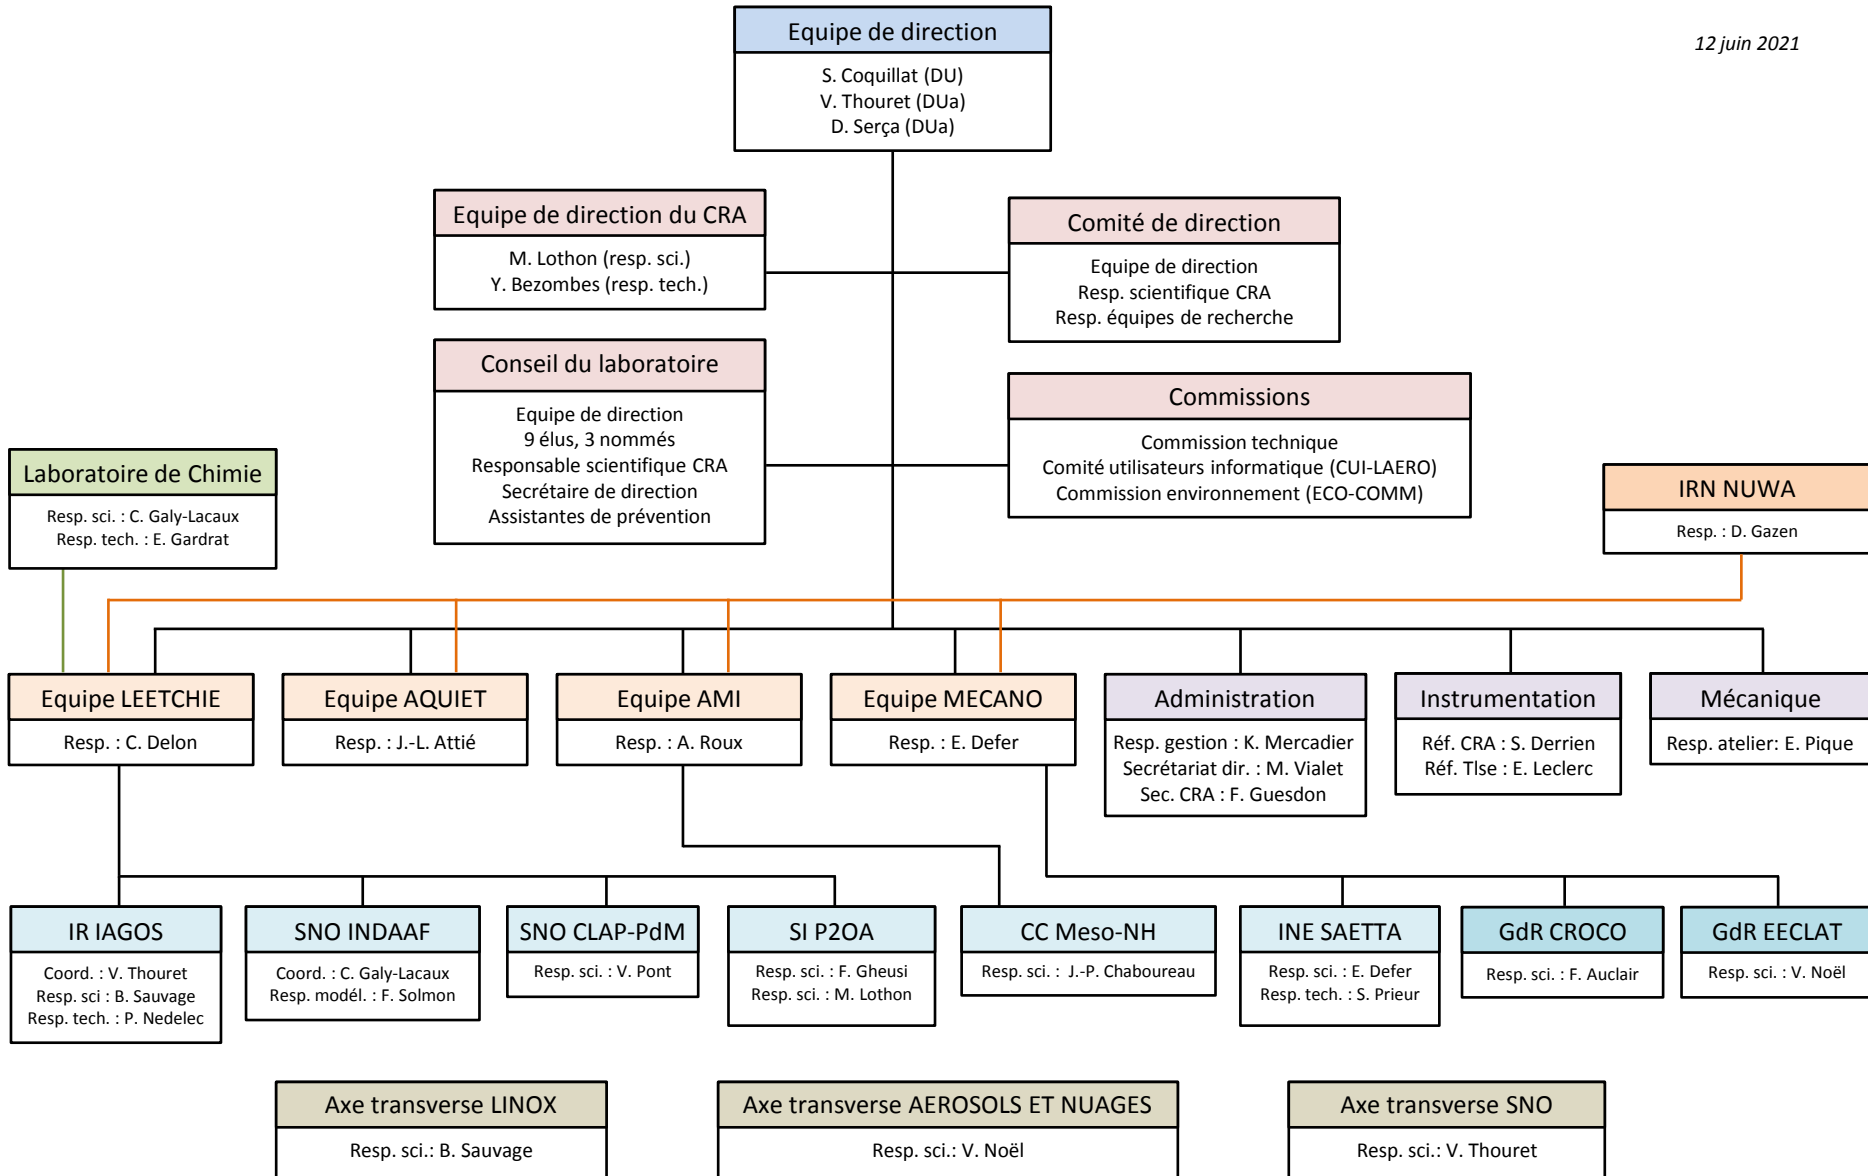 Equipe de direction
S. Coquillat (DU)
V. Thouret (DUa)
D. Serça (DUa)
12 juin 2021
Equipe de direction du CRA
M. Lothon (resp. sci.)
Y. Bezombes (resp. tech.)
Comité de direction
Equipe de direction
Resp. scientifique CRA
Resp. équipes de recherche
Conseil du laboratoire
Equipe de direction
9 élus, 3 nommés
Responsable scientifique CRA
Secrétaire de direction
Assistantes de prévention
Commissions
Commission technique
Comité utilisateurs informatique (CUI-LAERO)
Commission environnement (ECO-COMM)
Laboratoire de Chimie
Resp. sci. : C. Galy-Lacaux
Resp. tech. : E. Gardrat
IRN NUWA
Resp. : D. Gazen
Equipe LEETCHIE
Resp. : C. Delon
Equipe AQUIET
Resp. : J.-L. Attié
Equipe AMI
Resp. : A. Roux
Equipe MECANO
Resp. : E. Defer
Administration
Resp. gestion : K. Mercadier
Secrétariat dir. : M. Vialet
Sec. CRA : F. Guesdon
Instrumentation
Réf. CRA : S. Derrien
Réf. Tlse : E. Leclerc
Mécanique
Resp. atelier: E. Pique
IR IAGOS
Coord. : V. Thouret
Resp. sci : B. Sauvage
Resp. tech. : P. Nedelec
SNO INDAAF
Coord. : C. Galy-Lacaux
Resp. modél. : F. Solmon
SNO CLAP-PdM
Resp. sci. : V. Pont
SI P2OA
Resp. sci. : F. Gheusi
Resp. sci. : M. Lothon
CC Meso-NH
Resp. sci. : J.-P. Chaboureau
INE SAETTA
Resp. sci. : E. Defer
Resp. tech. : S. Prieur
GdR CROCO
Resp. sci. : F. Auclair
GdR EECLAT
Resp. sci. : V. Noël
Axe transverse LINOX
Resp. sci.: B. Sauvage
Axe transverse AEROSOLS ET NUAGES
Resp. sci.: V. Noël
Axe transverse SNO
Resp. sci.: V. Thouret